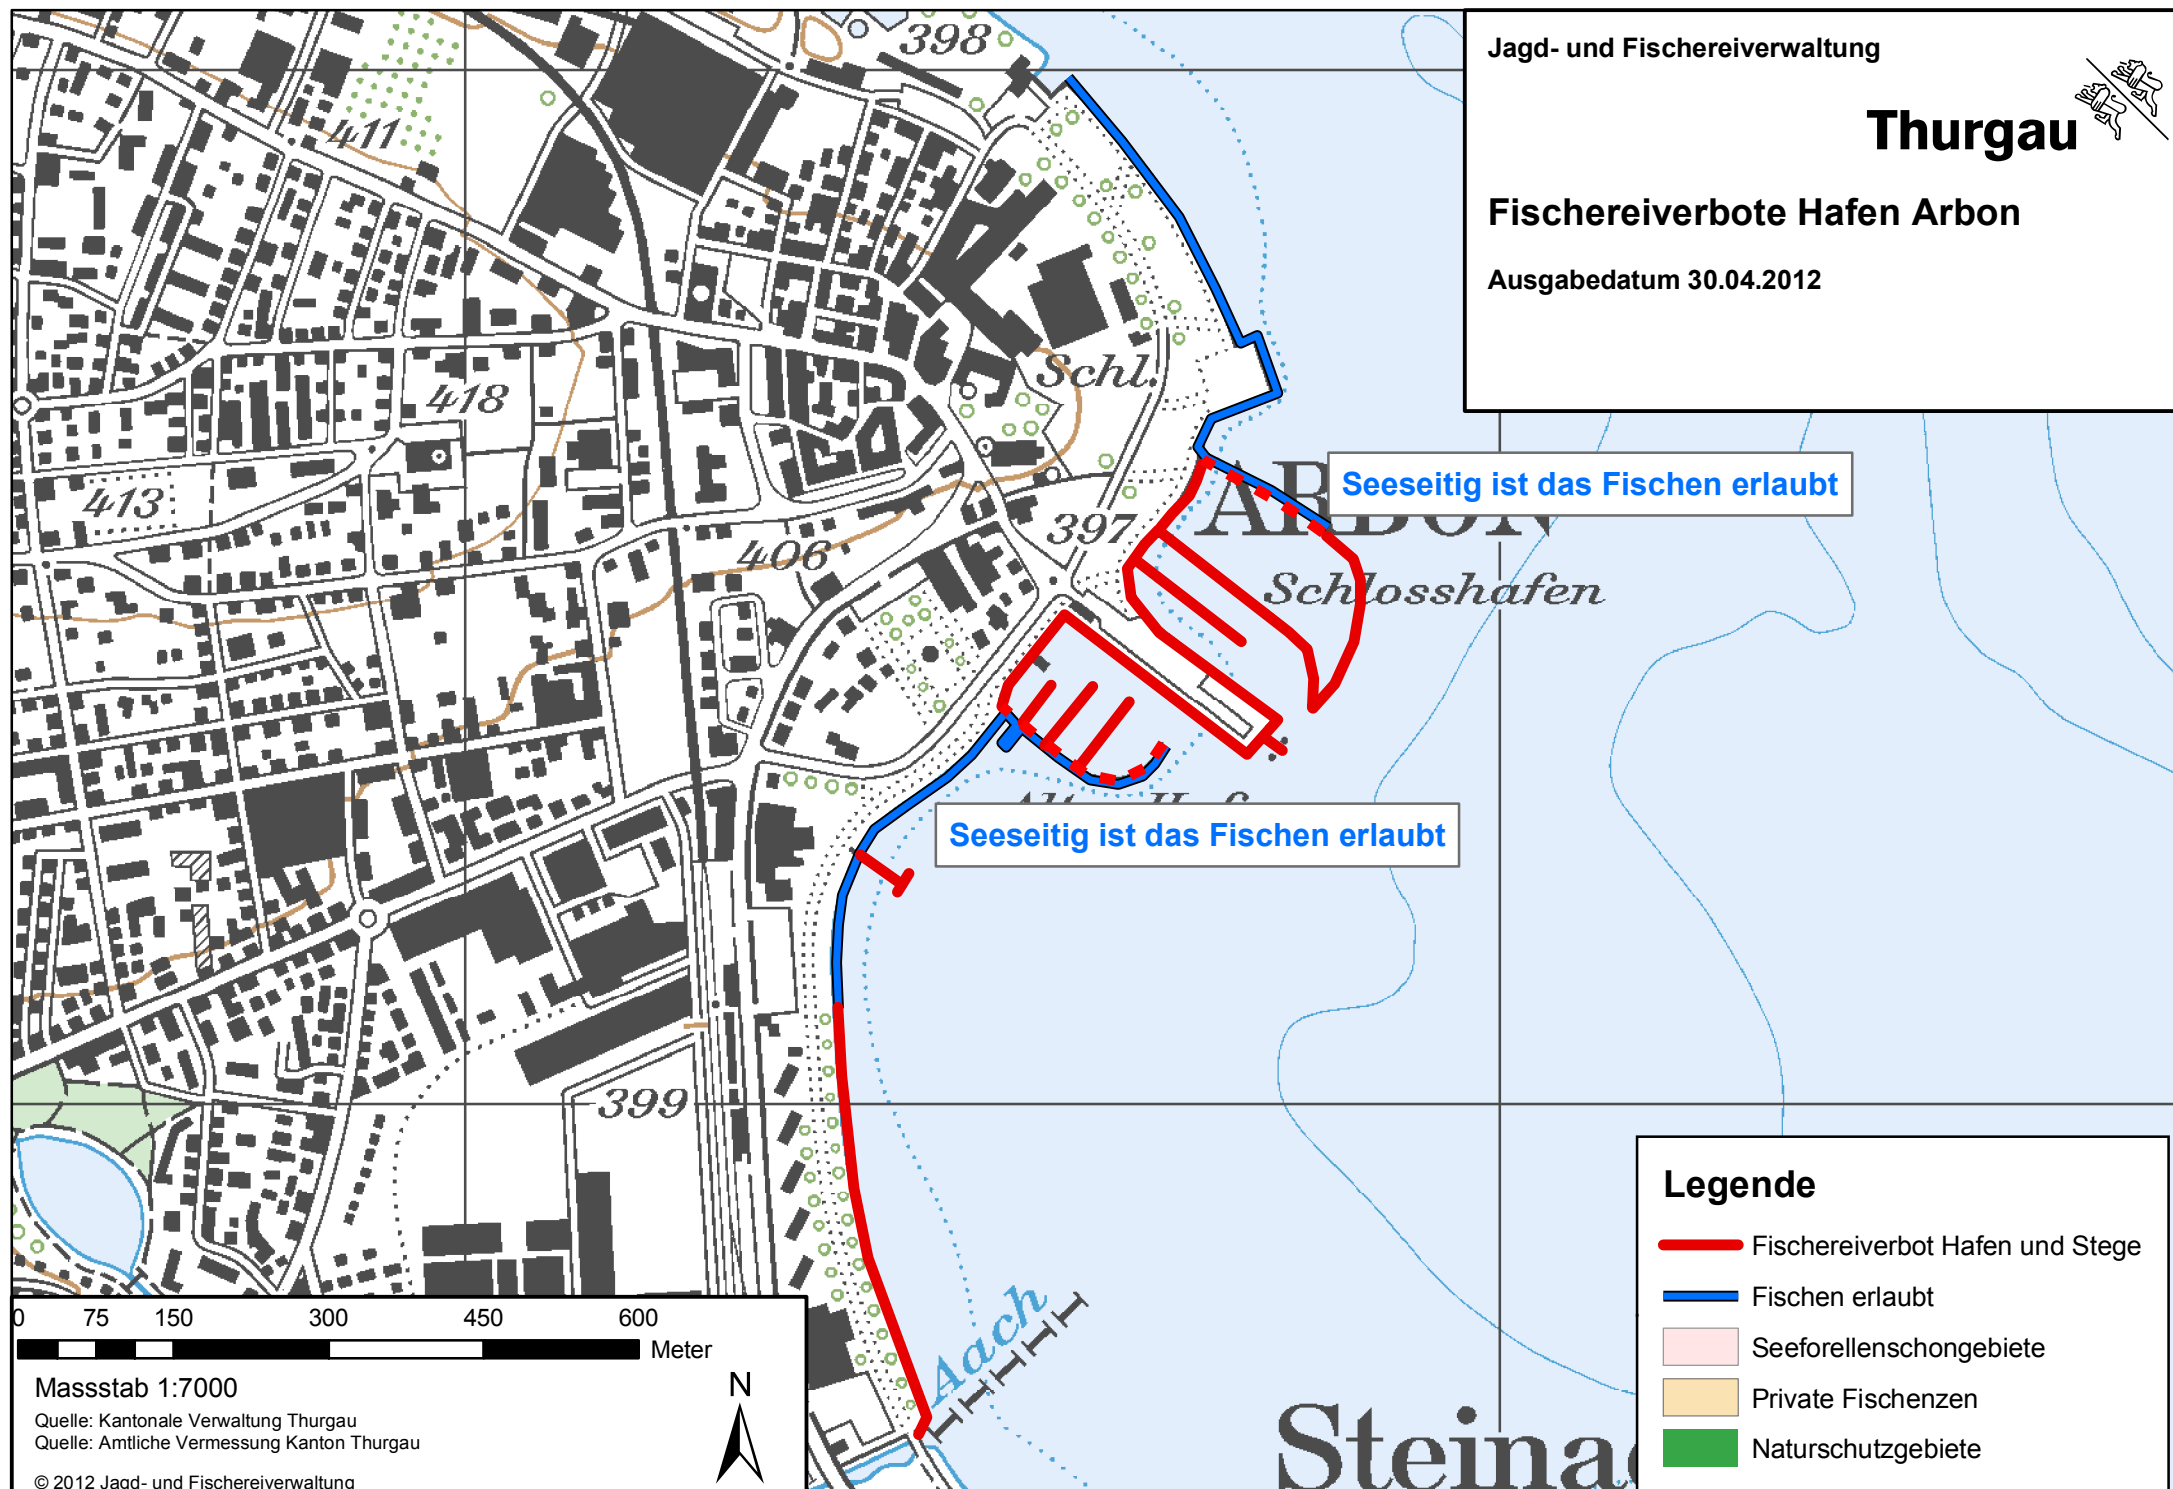 Jagd- und Fischereiverwaltung
Thurgau
Fischereiverbote Hafen Arbon
Ausgabedatum 30.04.2012
398
411
Schl.
418
413
Seeseitig ist das Fischen erlaubt
ARBON
397
406
Schlosshafen
Seeseitig ist das Fischen erlaubt
399
Aach
Legende
Fischereiverbot Hafen und Stege
Fischen erlaubt
Seeforellenschongebiete
Private Fischenzen
Naturschutzgebiete
0 75 150 300 450 600
Meter
Massstab 1:7000
N
Quelle: Kantonale Verwaltung Thurgau
Quelle: Amtliche Vermessung Kanton Thurgau
© 2012 Jagd- und Fischereiverwaltung